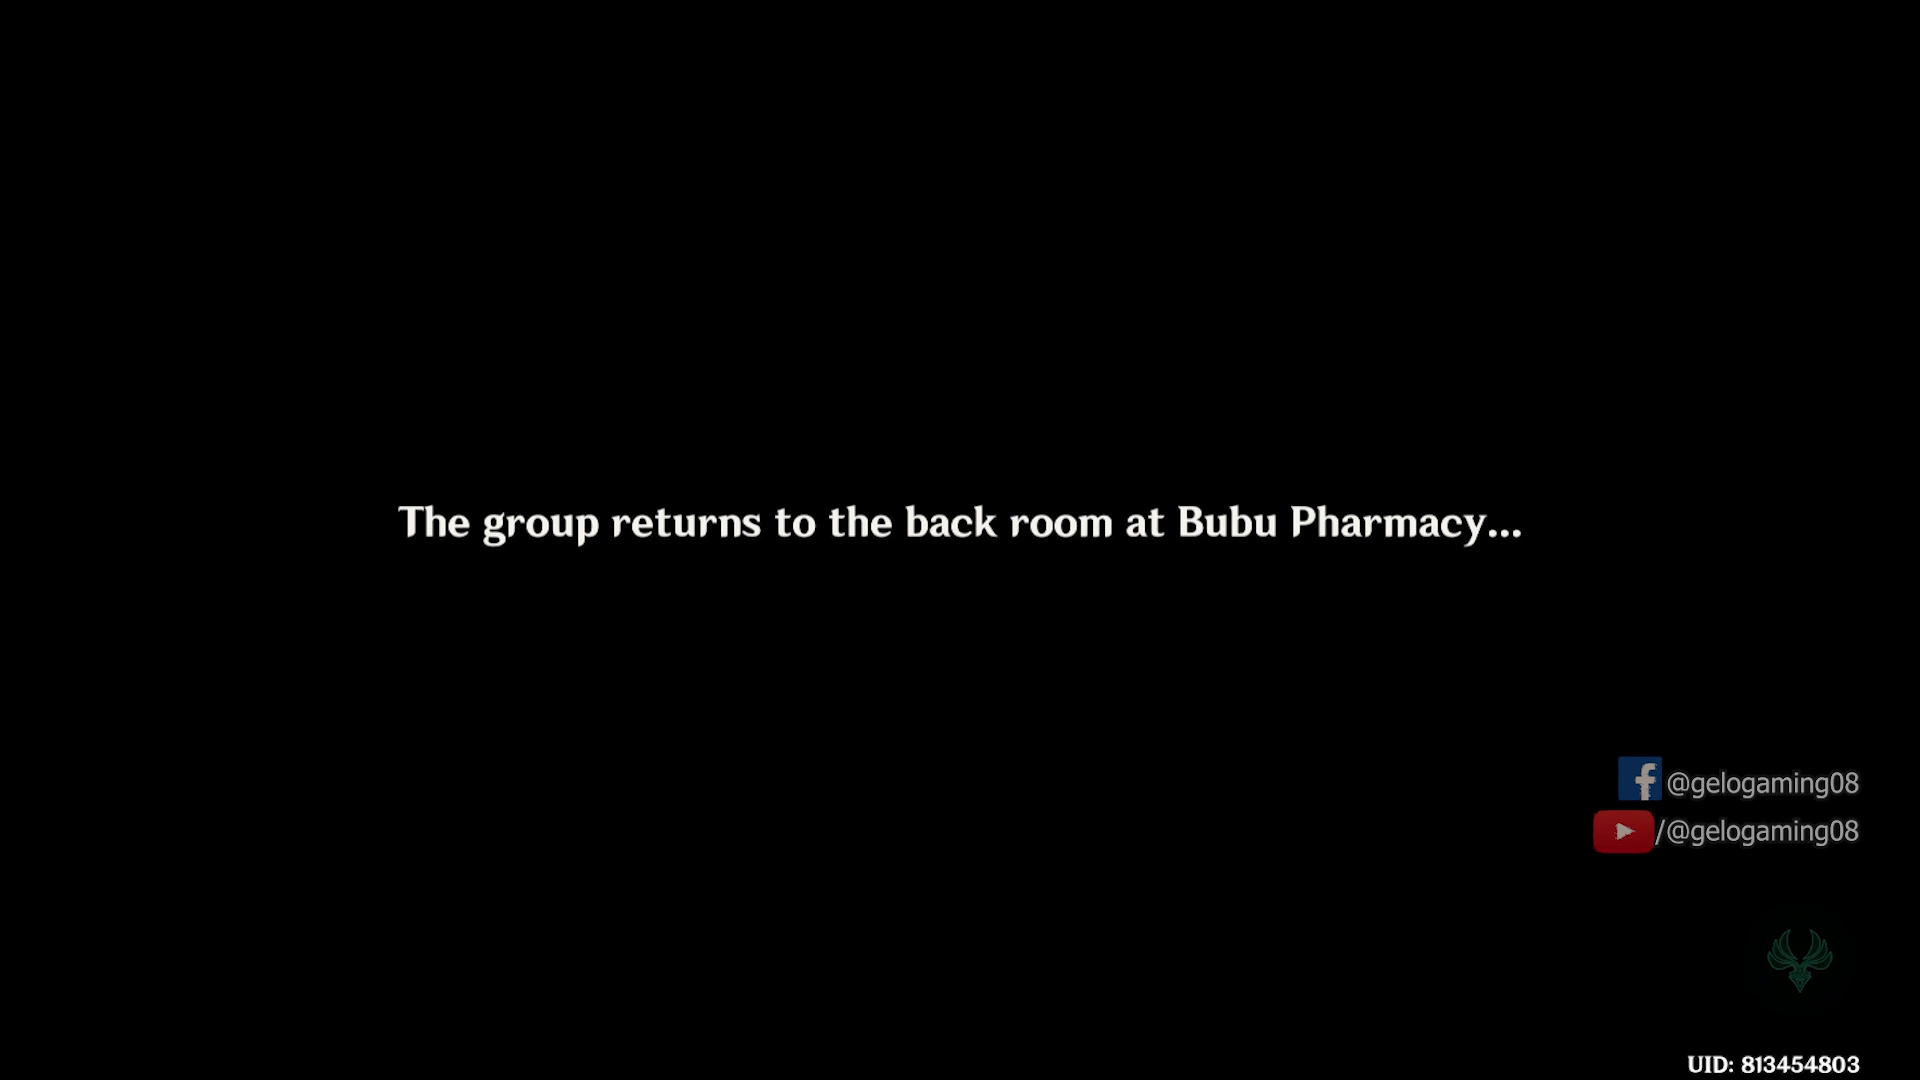 The group returns to the back room at Bubu Pharmacy...
@gelogaming08
/@gelogaming08
UID: 813454803